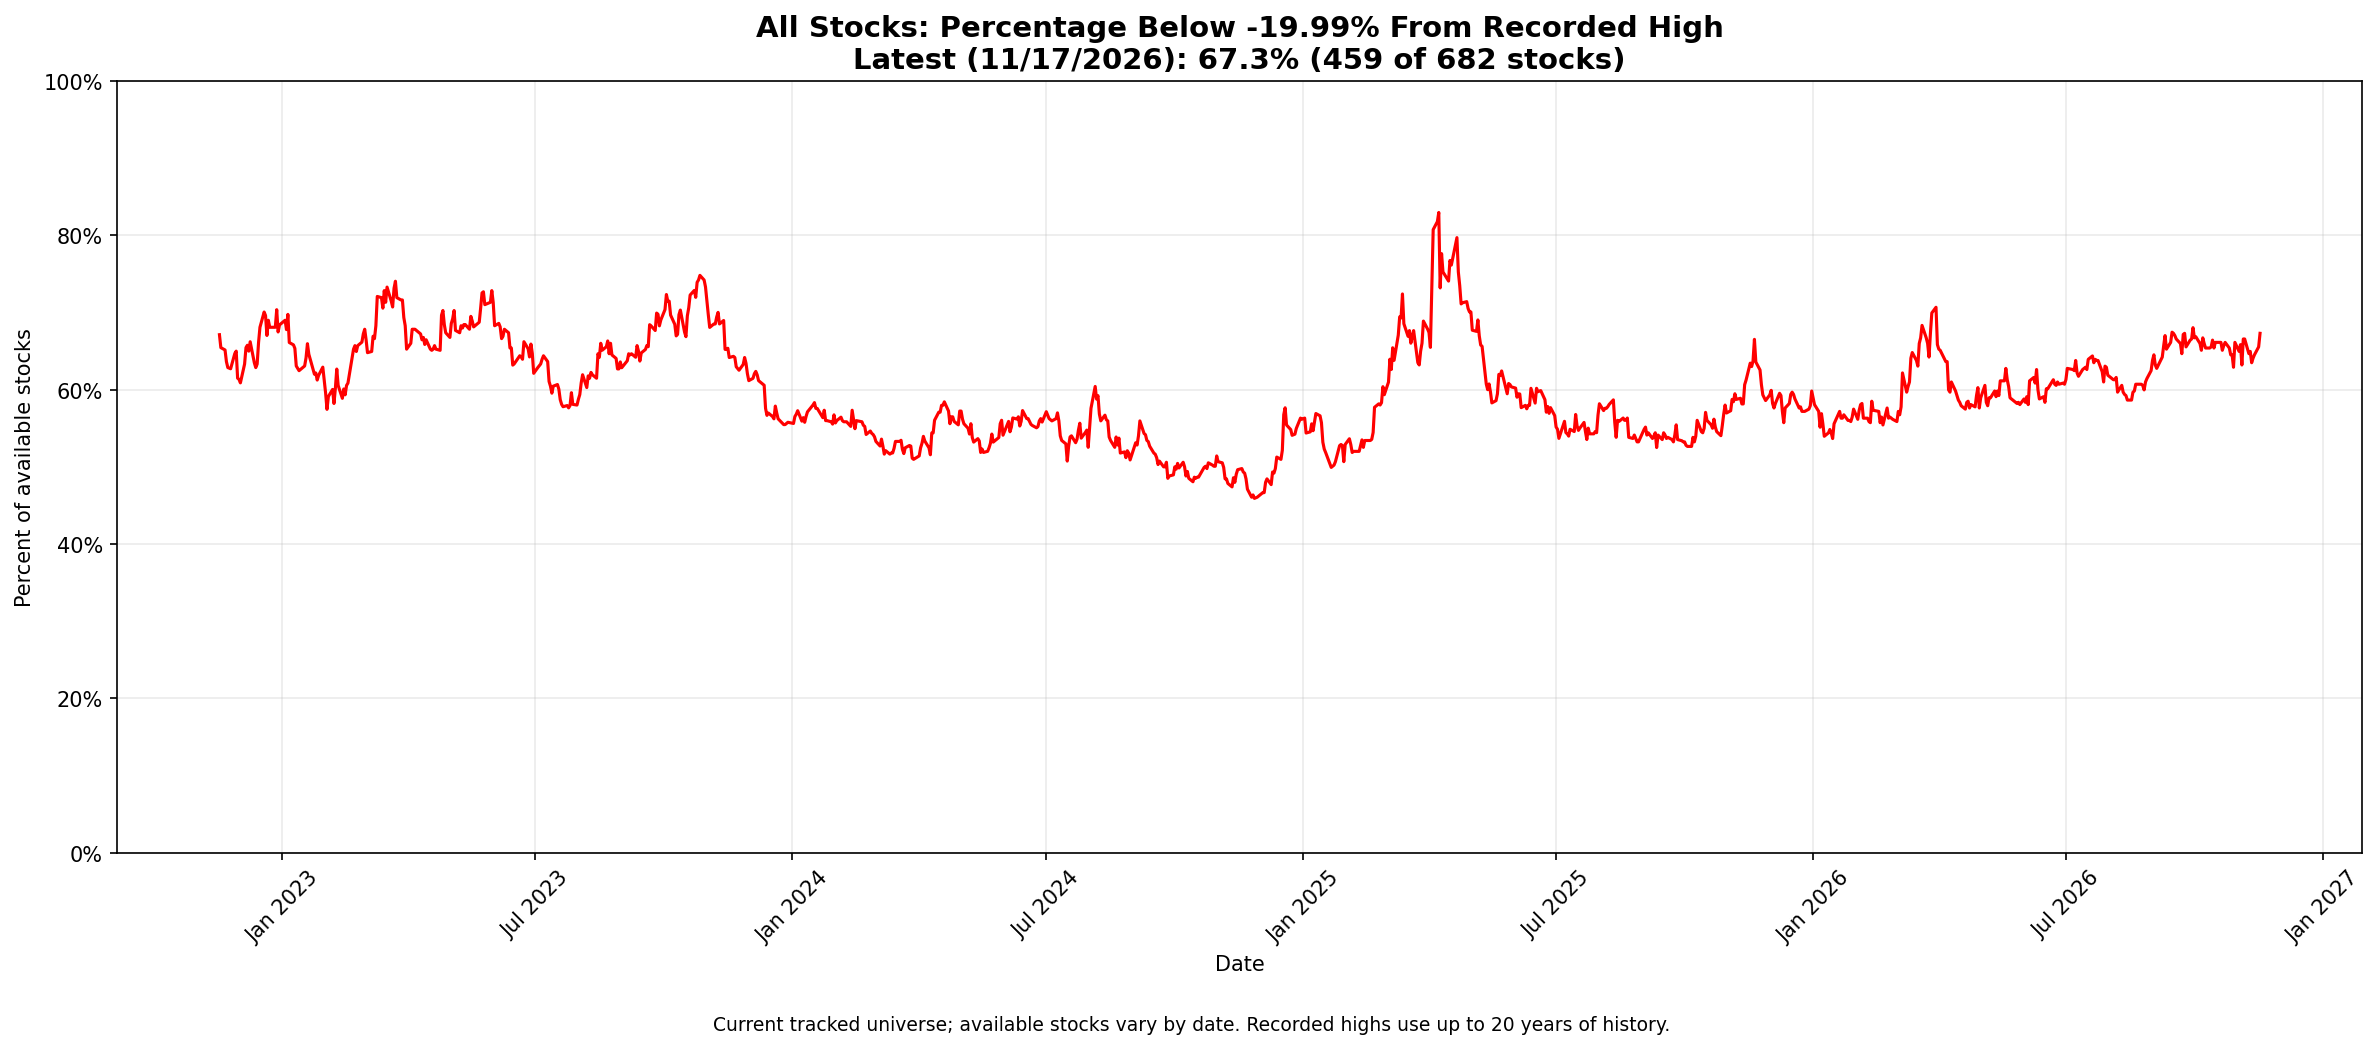 All Stocks: Percentage Below -19.99% From Recorded High
Latest (11/17/2026): 67.3% (459 of 682 stocks)
100%
80%
60%
40%
20%
0%
Percent of available stocks
Jan 2023
Jul 2023
Jan 2024
Jul 2024
Jan 2025
Jul 2025
Jan 2026
Jul 2026
Jan 2027
Date
Current tracked universe; available stocks vary by date. Recorded highs use up to 20 years of history.